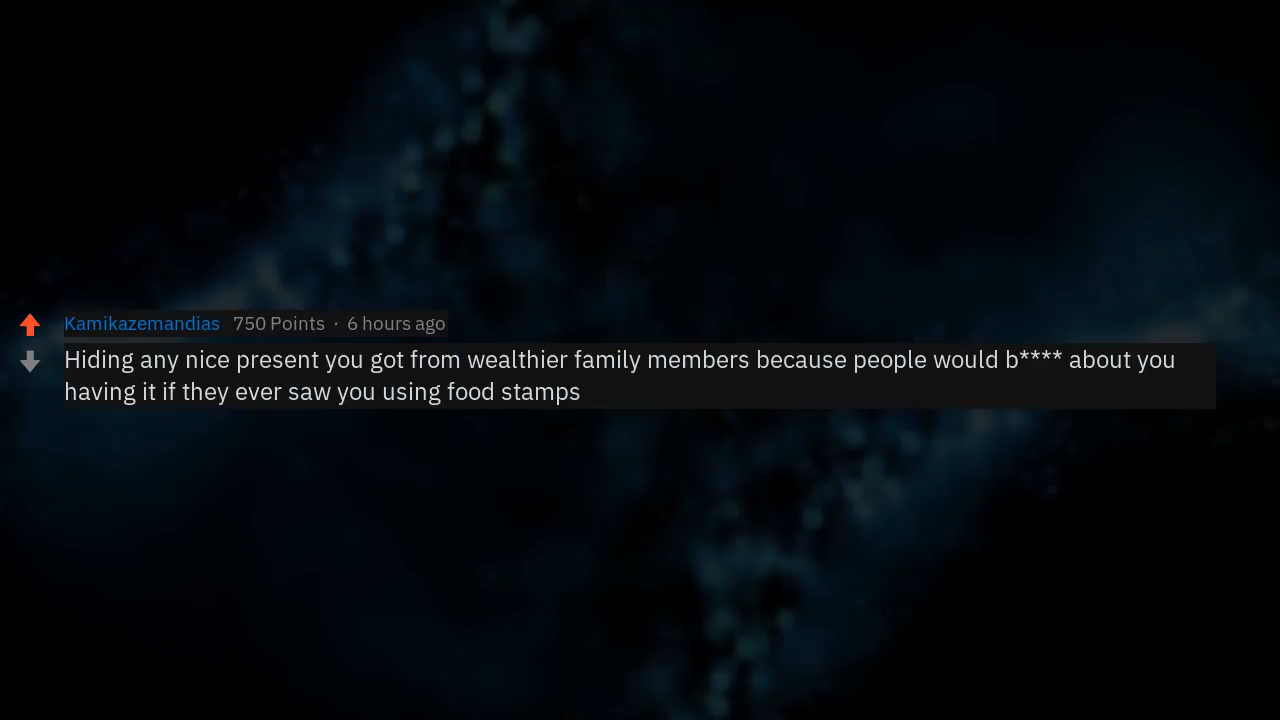 Kamikazemandias 750 Points · 6 hours ago
Hiding any nice present you got from wealthier family members because people would b**** about you
having it if they ever saw you using food stamps